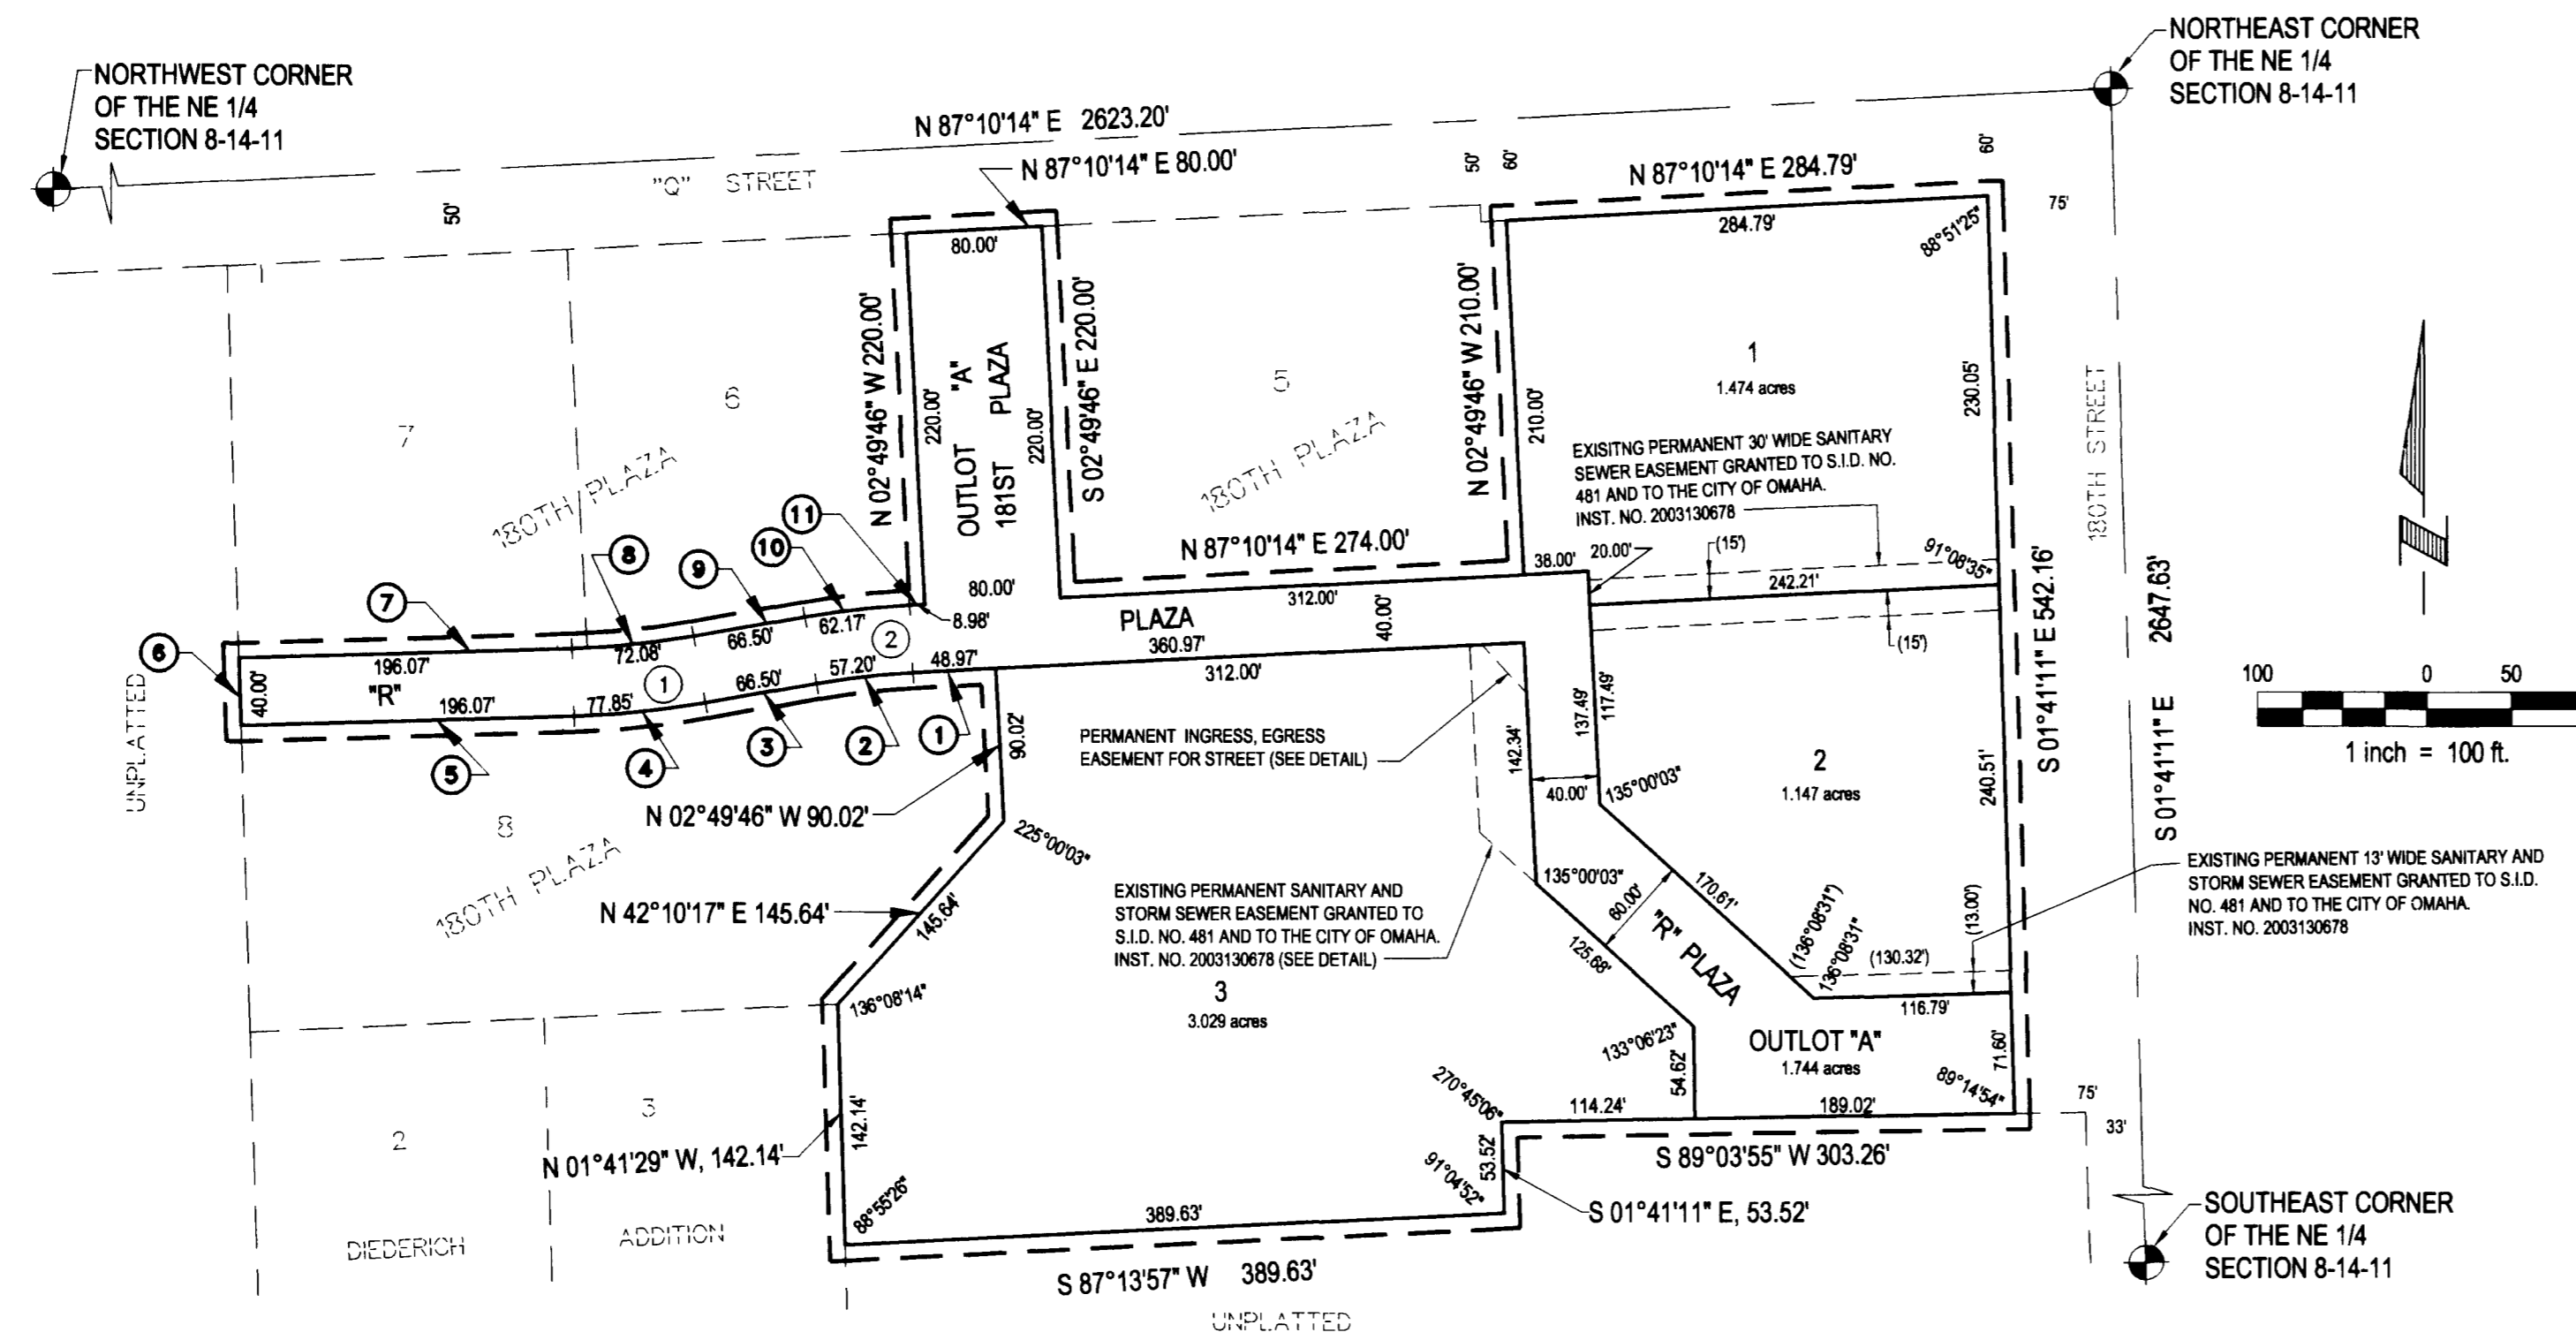 NORTHWEST CORNER
OF THE NE 1/4
SECTION 8-14-11
NORTHEAST CORNER
OF THE NE 1/4
SECTION 8-14-11
N 87°10'14" E 2623.20'
N 87°10'14" E 80.00'
"Q" STREET
50'
50'
60'
N 87°10'14" E 284.79'
60'
75'
80.00'
284.79'
88°51'25"
N 02°49'46" W 220.00'
220.00'
OUTLOT "A"
181ST PLAZA
220.00'
S 02°49'46" E 220.00'
N 02°49'46" W 210.00'
210.00'
1
1.474 acres
230.05'
180TH STREET
7
6
5
180TH PLAZA
180TH PLAZA
EXISITNG PERMANENT 30' WIDE SANITARY
SEWER EASEMENT GRANTED TO S.I.D. NO.
481 AND TO THE CITY OF OMAHA.
INST. NO. 2003130678
11
10
9
8
7
6
N 87°10'14" E 274.00'
38.00'
20.00'
(15')
91°08'35"
242.21'
(15')
80.00'
312.00'
8.98'
PLAZA
360.97'
40.00'
312.00'
196.07'
72.08'
66.50'
62.17'
2
48.97'
"R"
40.00'
196.07'
77.85'
1
66.50'
57.20'
5
4
3
2
1
UNPLATTED
90.02'
N 02°49'46" W 90.02'
PERMANENT INGRESS, EGRESS
EASEMENT FOR STREET (SEE DETAIL)
142.34'
137.49'
117.49'
40.00'
135°00'03"
2
1.147 acres
240.51'
S 01°41'11" E 542.16'
S 01°41'11" E 2647.63'
100
0
50
1 inch = 100 ft.
8
180TH PLAZA
225°00'03"
N 42°10'17" E 145.64'
145.64'
EXISTING PERMANENT SANITARY AND
STORM SEWER EASEMENT GRANTED TO
S.I.D. NO. 481 AND TO THE CITY OF OMAHA.
INST. NO. 2003130678 (SEE DETAIL)
135°00'03"
60.00'
170.61'
125.68'
"R" PLAZA
(136°08'31")
136°08'31"
(130.32')
(13.00')
116.79'
EXISTING PERMANENT 13' WIDE SANITARY AND
STORM SEWER EASEMENT GRANTED TO S.I.D.
NO. 481 AND TO THE CITY OF OMAHA.
INST. NO. 2003130678
136°08'14"
3
3.029 acres
133°06'23"
54.62'
OUTLOT "A"
1.744 acres
71.60'
89°14'54"
75'
33'
270°45'06"
114.24'
189.02'
S 89°03'55" W 303.26'
2
3
142.14'
N 01°41'29" W, 142.14'
88°55'26"
389.63'
91°04'52"
53.52'
S 01°41'11" E, 53.52'
DIEDERICH
ADDITION
S 87°13'57" W 389.63'
UNPLATTED
SOUTHEAST CORNER
OF THE NE 1/4
SECTION 8-14-11